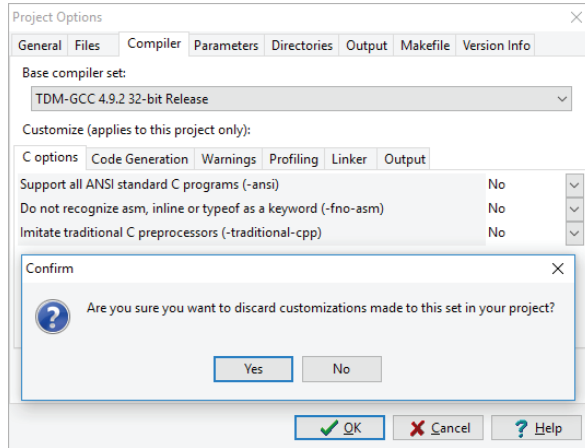 Project Options
General Files Compiler Parameters Directories Output Makefile Version Info
Base compiler set:
TDM-GCC 4.9.2 32-bit Release
Customize (applies to this project only):
C options Code Generation Warnings Profiling Linker Output
Support all ANSI standard C programs (-ansi) No
Do not recognize asm, inline or typeof as a keyword (-fno-asm) No
Imitate traditional C preprocessors (-traditional-cpp) No
Confirm
Are you sure you want to discard customizations made to this set in your project?
Yes No
OK Cancel Help